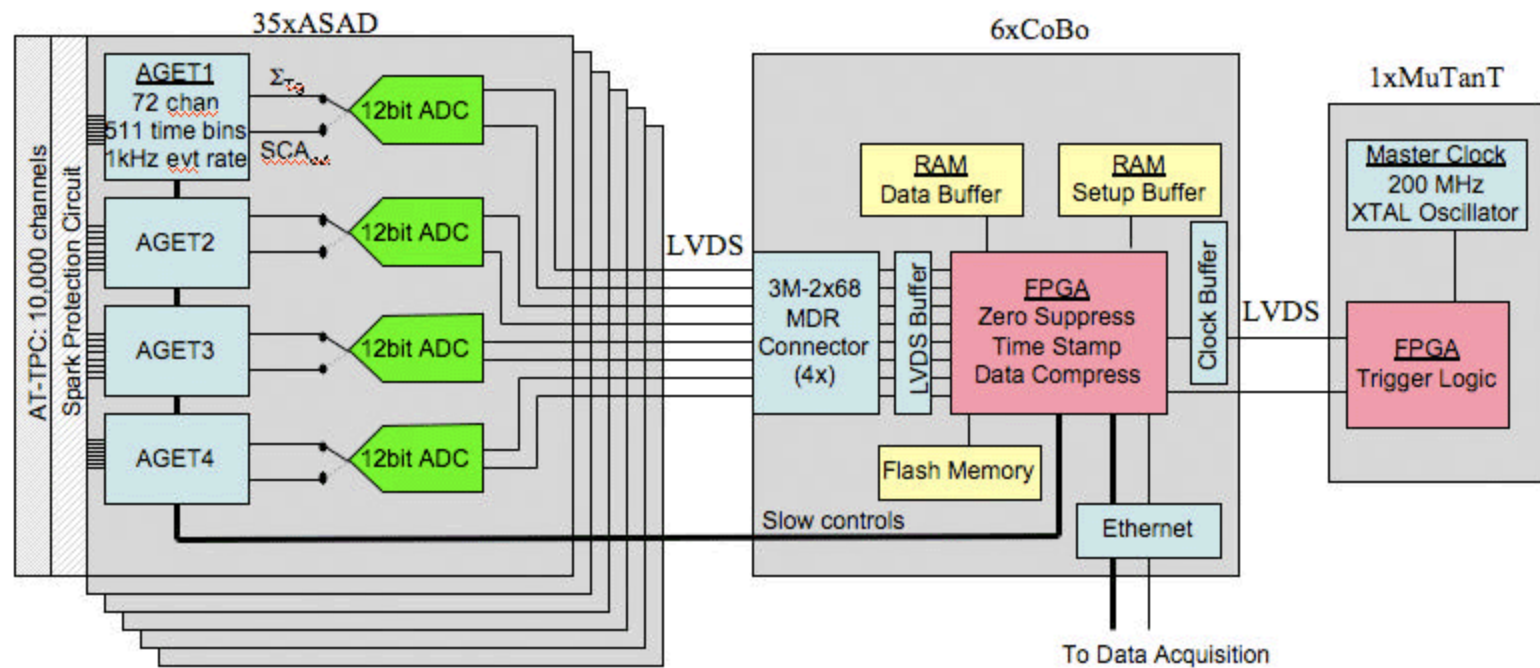 35xASAD
6xCoBo
1xMuTanT
AT-TPC: 10,000 channels
Spark Protection Circuit
AGET1
72 chan
511 time bins
1kHz evt rate
Σ
SCA
12bit ADC
AGET2
12bit ADC
AGET3
12bit ADC
AGET4
12bit ADC
LVDS
3M-2x68
MDR
Connector
(4x)
LVDS Buffer
RAM
Data Buffer
RAM
Setup Buffer
FPGA
Zero Suppress
Time Stamp
Data Compress
Clock Buffer
Flash Memory
Slow controls
Ethernet
To Data Acquisition
LVDS
Master Clock
200 MHz
XTAL Oscillator
FPGA
Trigger Logic